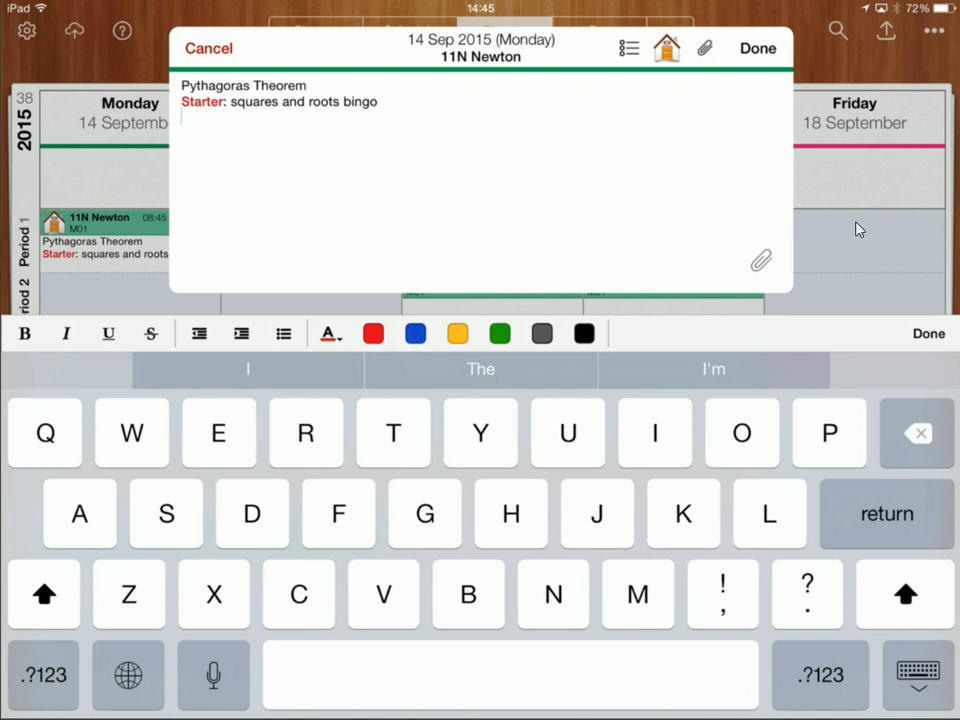 iPad 14:45 72%
Cancel 14 Sep 2015 (Monday) Done
11N Newton
38 2015 Monday
14 Septemb
Friday
18 September
Pythagoras Theorem
Starter: squares and roots bingo
Period 1
11N Newton 08:45
M01
Pythagoras Theorem
Starter: squares and roots
riod 2
B I U S A Done
I The I'm
Q W E R T Y U I O P
A S D F G H J K L return
Z X C V B N M ! , ? .
.?123 .?123